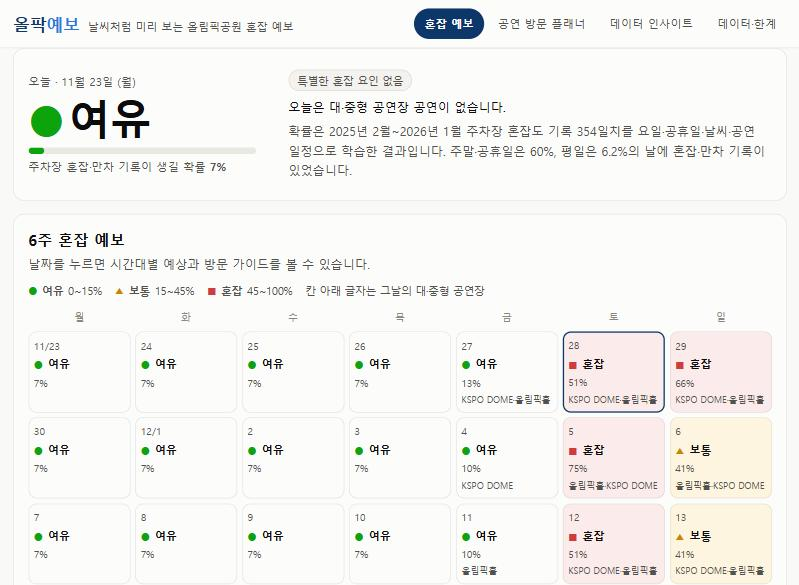 올팍예보 날씨처럼 미리 보는 올림픽공원 혼잡 예보 혼잡 예보 공연 방문 플래너 데이터 인사이트 데이터·한계
오늘 · 11월 23일 (월)
여유
주차장 혼잡·만차 기록이 생길 확률 7%
특별한 혼잡 요인 없음
오늘은 대·중형 공연장 공연이 없습니다.
확률은 2025년 2월~2026년 1월 주차장 혼잡도 기록 354일치를 요일·공휴일·날씨·공연
일정으로 학습한 결과입니다. 주말·공휴일은 60%, 평일은 6.2%의 날에 혼잡·만차 기록이
있었습니다.
6주 혼잡 예보
날짜를 누르면 시간대별 예상과 방문 가이드를 볼 수 있습니다.
여유 0~15% 보통 15~45% 혼잡 45~100% 칸 아래 글자는 그날의 대·중형 공연장
월 화 수 목 금 토 일
11/23 24 25 26 27 28 29
여유 여유 여유 여유 여유 혼잡 혼잡
7% 7% 7% 7% 13% 51% 66%
KSPO DOME·올림픽홀 KSPO DOME·올림픽홀 KSPO DOME·올림픽홀
30 12/1 2 3 4 5 6
여유 여유 여유 여유 여유 혼잡 보통
7% 7% 7% 7% 10% 75% 41%
KSPO DOME 올림픽홀·KSPO DOME 올림픽홀·KSPO DOME
7 8 9 10 11 12 13
여유 여유 여유 여유 여유 혼잡 보통
7% 7% 7% 7% 10% 51% 41%
올림픽홀 KSPO DOME·올림픽홀 KSPO DOME·올림픽홀